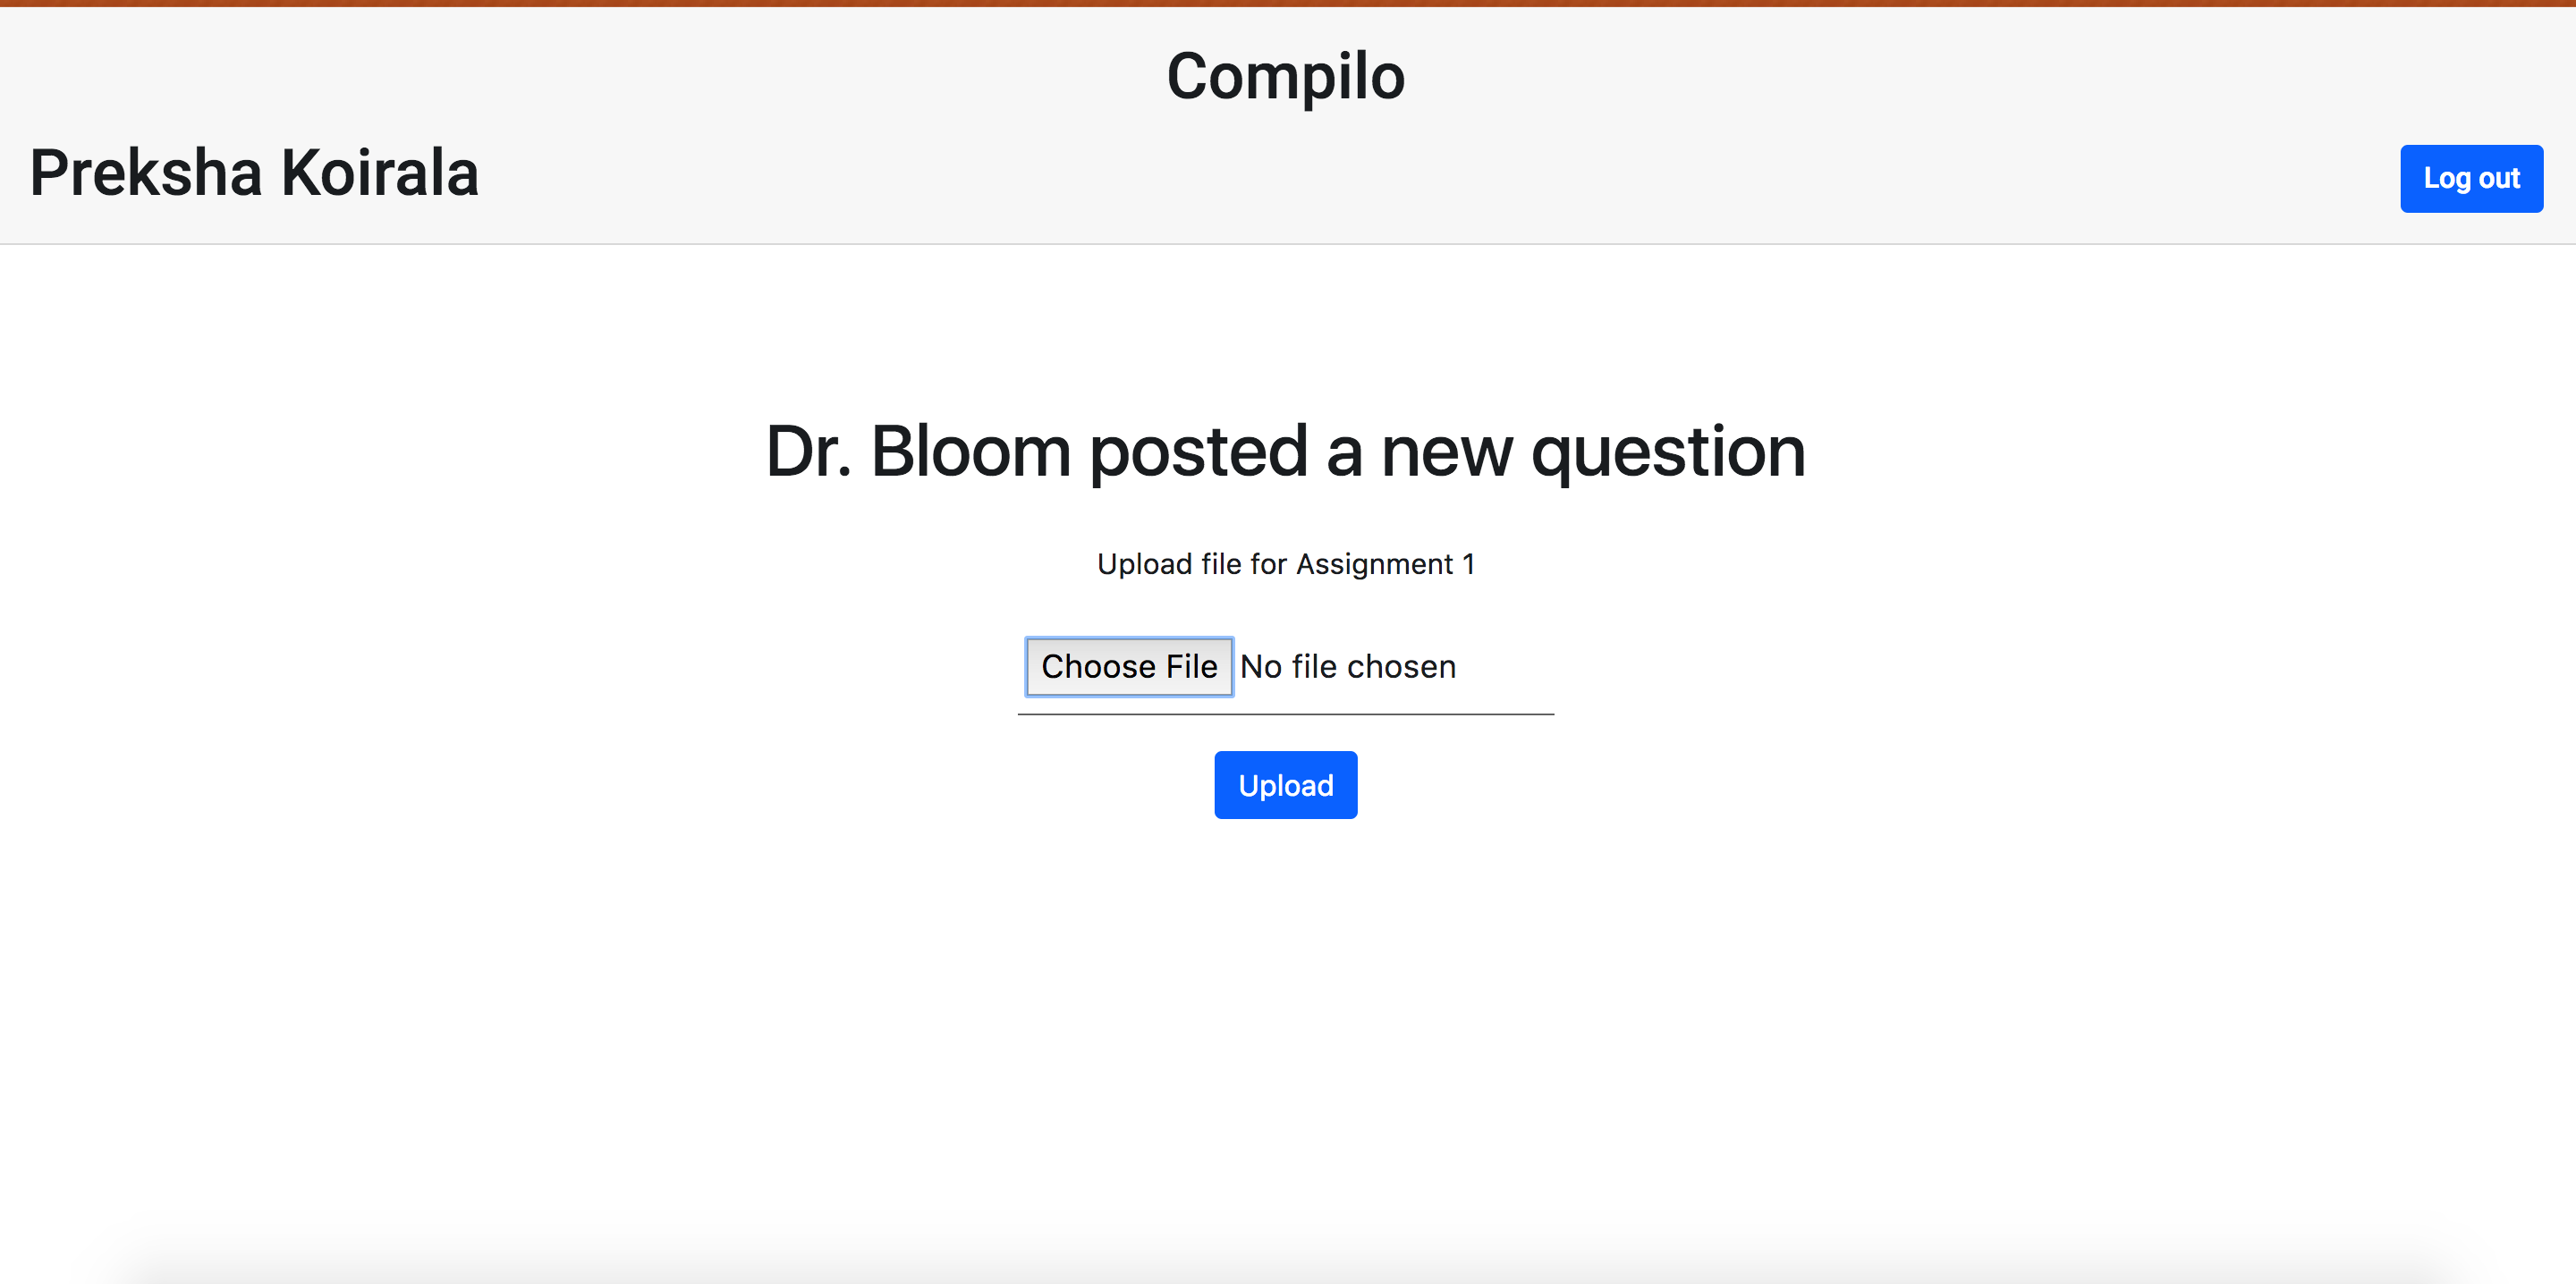 Compilo
Preksha Koirala
Log out
Dr. Bloom posted a new question
Upload file for Assignment 1
Choose File No file chosen
Upload